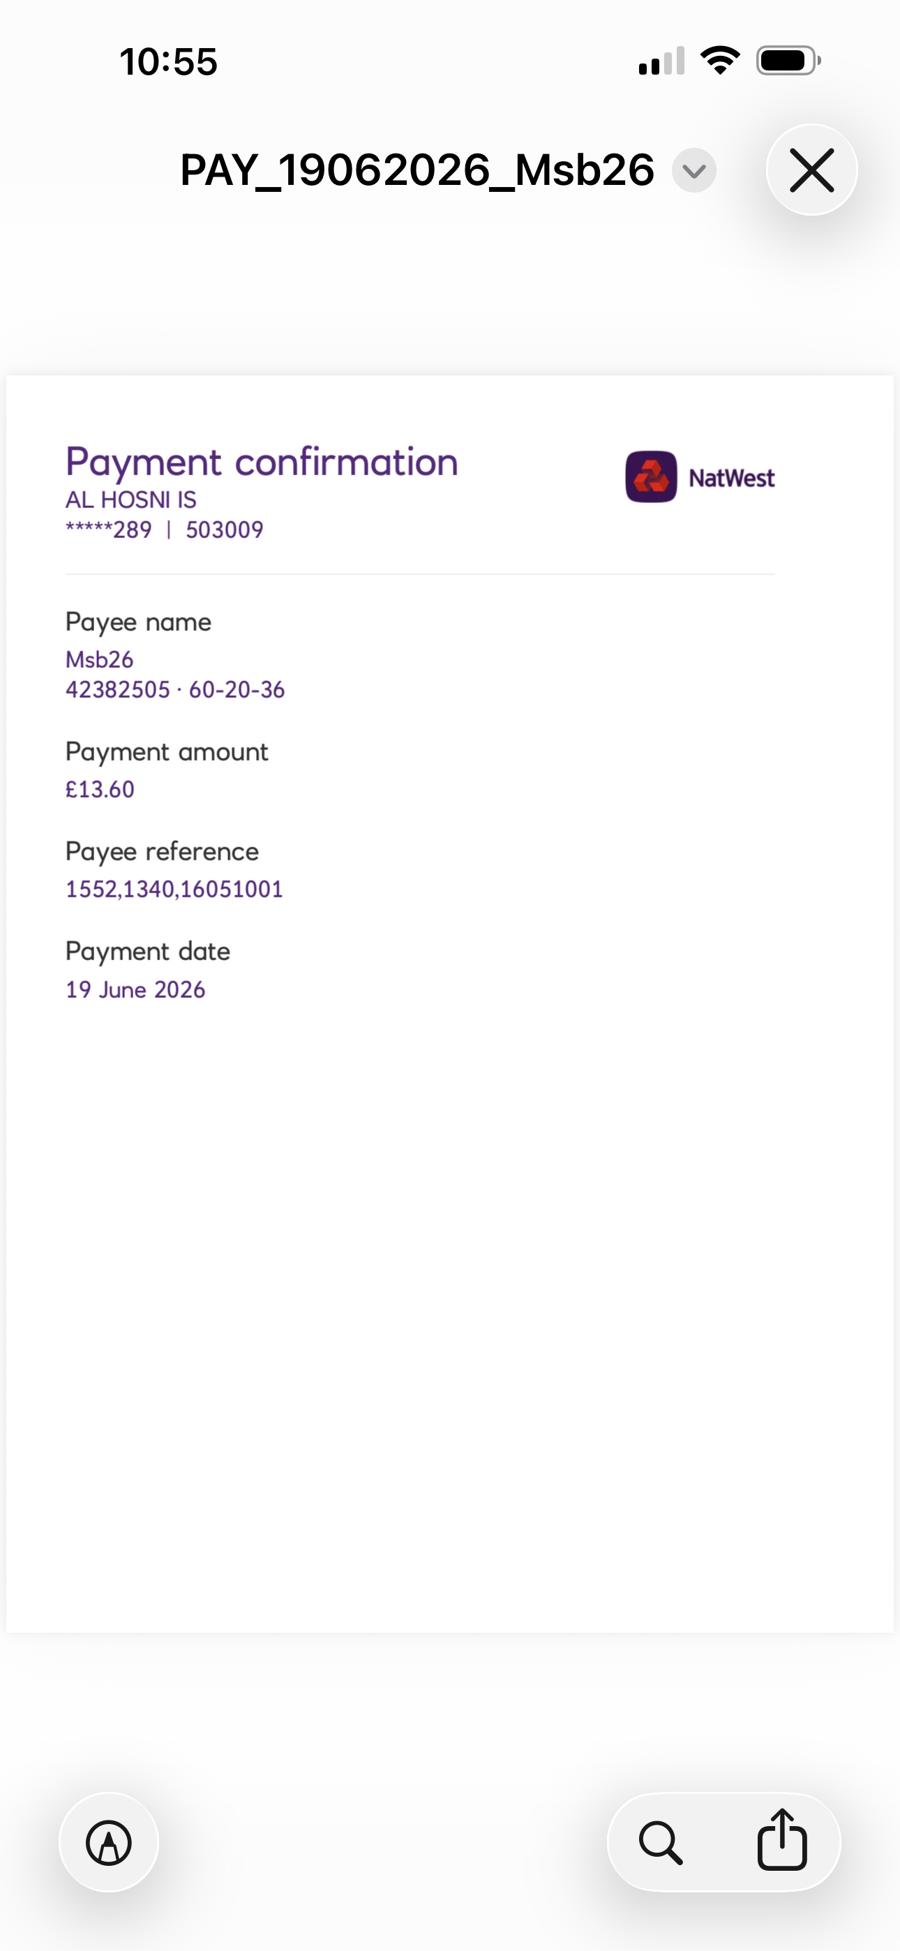 10:55
PAY_19062026_Msb26
Payment confirmation
AL HOSNI IS
*****289 | 503009
NatWest
Payee name
Msb26
42382505 · 60-20-36
Payment amount
£13.60
Payee reference
1552,1340,16051001
Payment date
19 June 2026